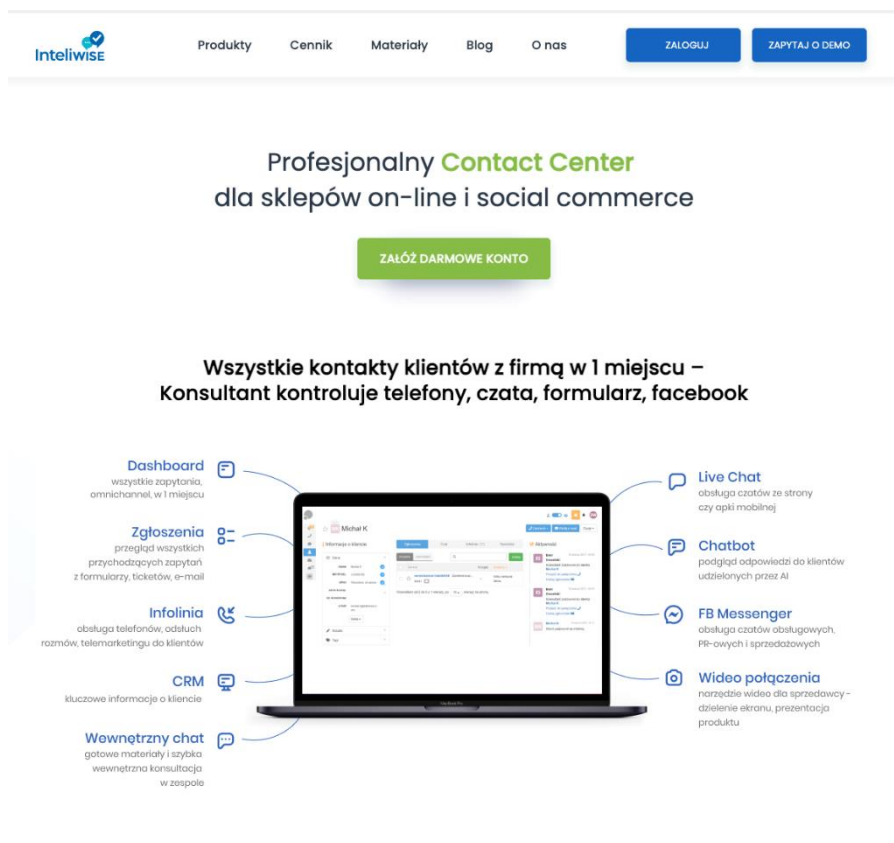 InteliWISE
Produkty Cennik Materiały Blog O nas ZALOGUJ ZAPYTAJ O DEMO
Profesjonalny Contact Center
dla sklepów on-line i social commerce
ZAŁÓŻ DARMOWE KONTO
Wszystkie kontakty klientów z firmą w 1 miejscu –
Konsultant kontroluje telefony, czata, formularz, facebook
Dashboard
wszystkie zapytania,
omnichannel, w 1 miejscu
Zgłoszenia
przegląd wszystkich
przychodzących zapytań
z formularzy, ticketów, e-mail
Infolinia
obsługa telefonów, odsłuch
rozmów, telemarketingu do klientów
CRM
kluczowe informacje o kliencie
Wewnętrzny chat
gotowe materiały i szybka
wewnętrzna konsultacja
w zespole
Michał K
Informacje o kliencie
Aktywność
MacBook Pro
Live Chat
obsługa czatów ze strony
czy apki mobilnej
Chatbot
podgląd odpowiedzi do klientów
udzielonych przez AI
FB Messenger
obsługa czatów obsługowych,
PR-owych i sprzedażowych
Wideo połączenia
narzędzie wideo dla sprzedawcy -
dzielenie ekranu, prezentacja
produktu